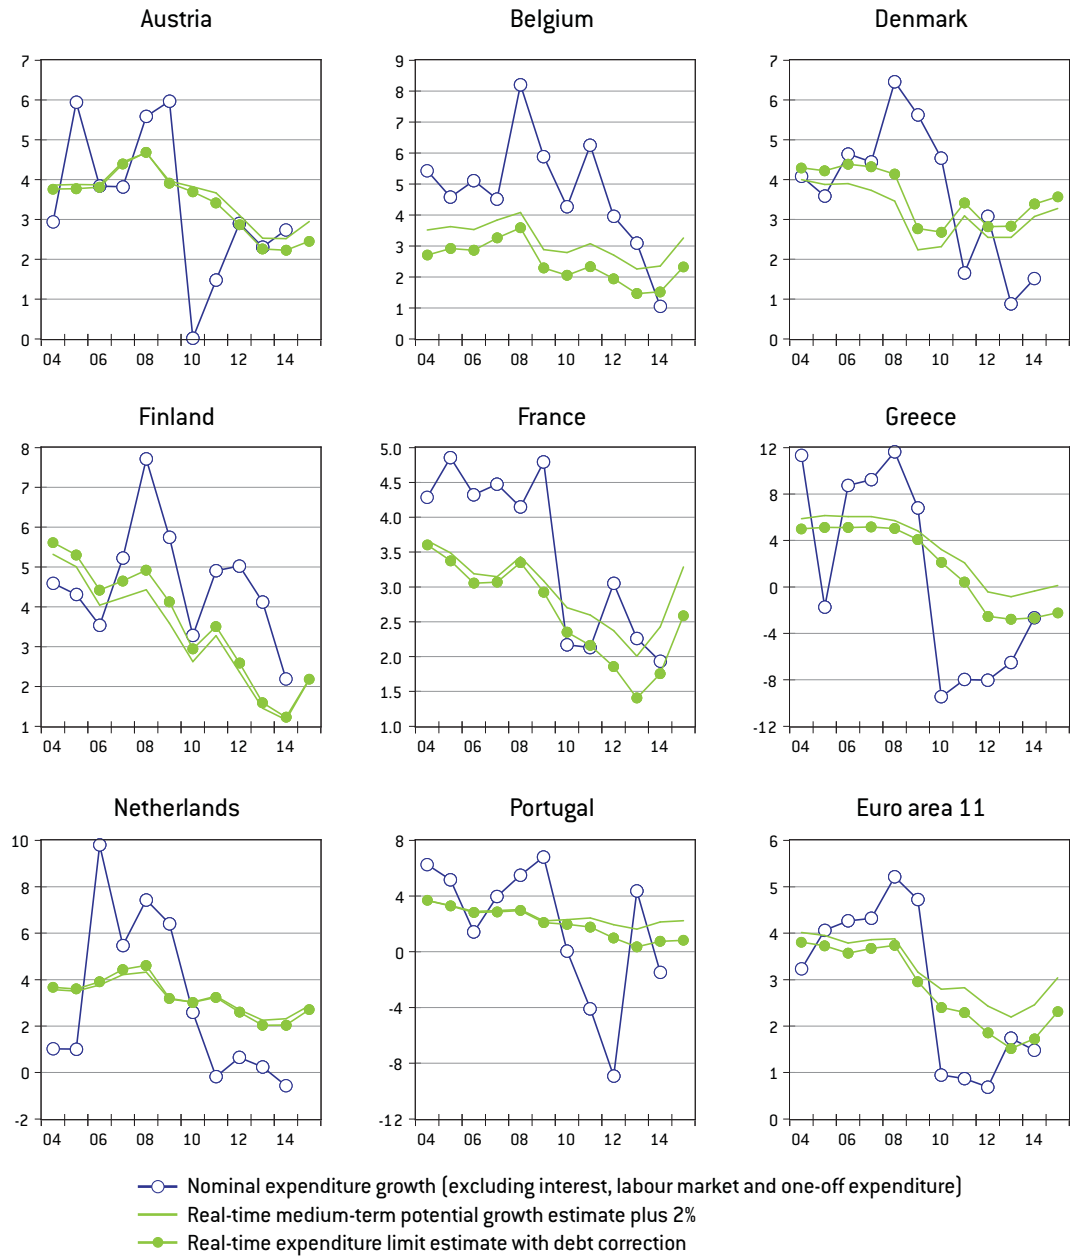 Austria Belgium Denmark
7 9 7
6 8 6
5 7 5
4 6 4
3 5 3
2 4 2
1 3 1
0 2 0
1
0
04 06 08 10 12 14 04 06 08 10 12 14 04 06 08 10 12 14
Finland France Greece
8 5.0 12
7 4.5 8
6 4.0 4
5 3.5 0
4 3.0 -4
3 2.5 -8
2 2.0 -12
1 1.5
1.0
04 06 08 10 12 14 04 06 08 10 12 14 04 06 08 10 12 14
Netherlands Portugal Euro area 11
10 8 6
8 4 5
6 0 4
4 -4 3
2 -8 2
0 -12 1
-2 0
04 06 08 10 12 14 04 06 08 10 12 14 04 06 08 10 12 14
Nominal expenditure growth (excluding interest, labour market and one-off expenditure)
Real-time medium-term potential growth estimate plus 2%
Real-time expenditure limit estimate with debt correction